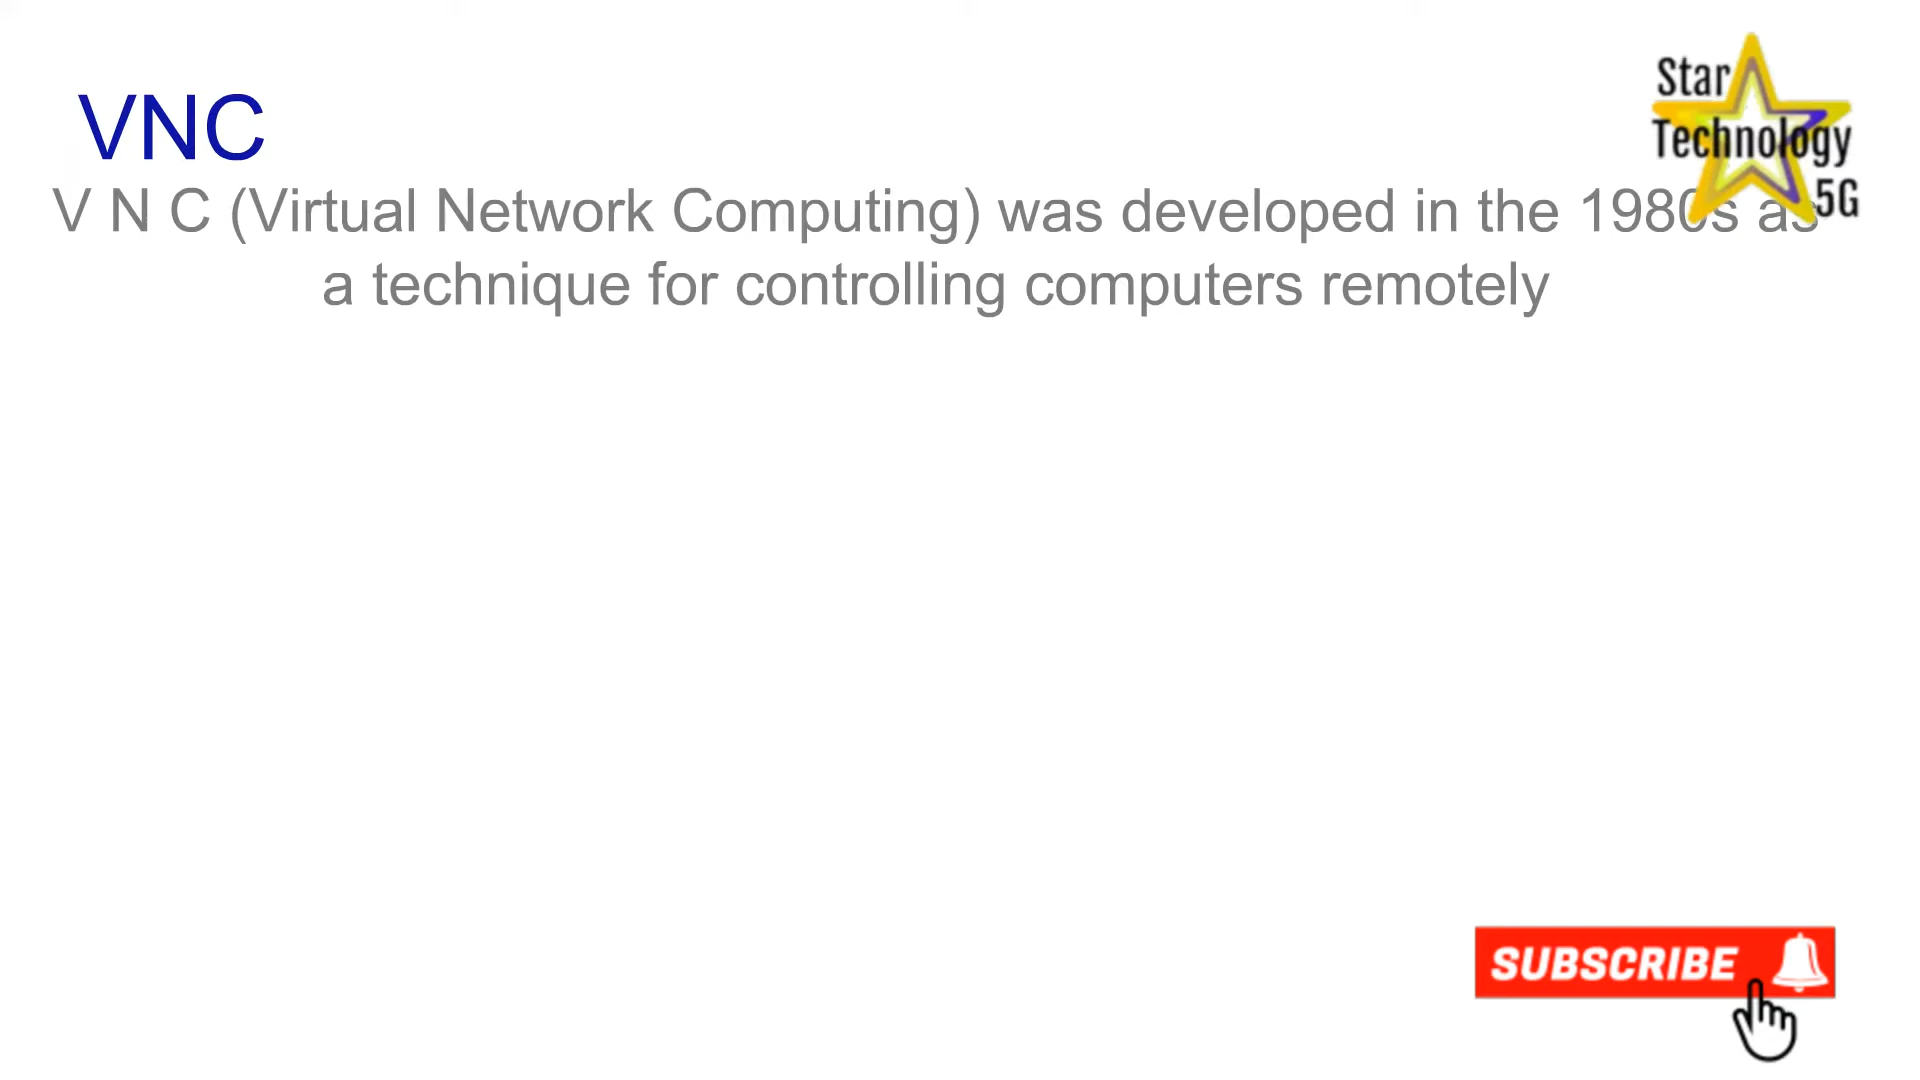 VNC
V N C (Virtual Network Computing) was developed in the 1980s as
a technique for controlling computers remotely
Star
Technology
5G
SUBSCRIBE